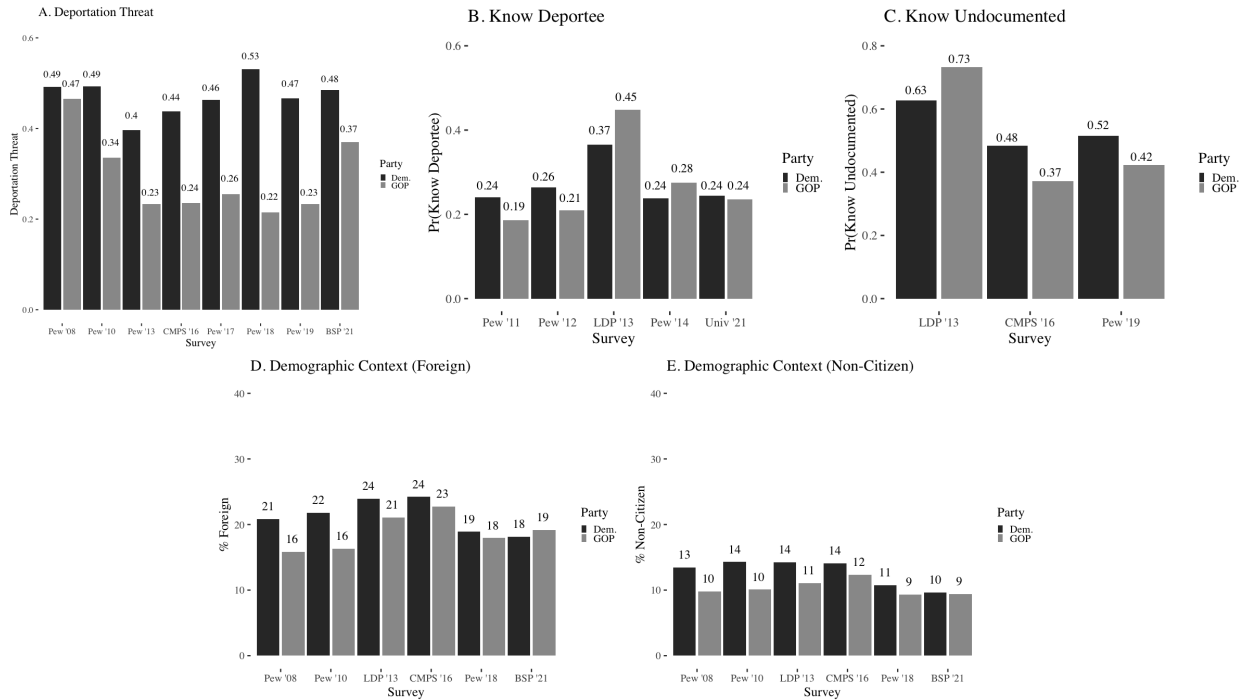 A. Deportation Threat
0.6
0.4
0.2
0.0
Deportation Threat
0.49
0.47
0.49
0.34
0.4
0.23
0.44
0.24
0.46
0.26
0.53
0.22
0.47
0.23
0.48
0.37
Pew '08 Pew '10 Pew '13 CMPS '16 Pew '17 Pew '18 Pew '19 BSP '21
Survey
Party
Dem.
GOP
B. Know Deportee
0.6
0.4
0.2
0.0
Pr(Know Deportee)
0.24
0.19
0.26
0.21
0.37
0.45
0.24
0.28
0.24
0.24
Pew '11 Pew '12 LDP '13 Pew '14 Univ '21
Survey
Party
Dem.
GOP
C. Know Undocumented
0.8
0.6
0.4
0.2
0.0
Pr(Know Undocumented)
0.63
0.73
0.48
0.37
0.52
0.42
LDP '13 CMPS '16 Pew '19
Survey
Party
Dem.
GOP
D. Demographic Context (Foreign)
40
30
20
10
0
% Foreign
21
16
22
16
24
21
24
23
19
18
18
19
Pew '08 Pew '10 LDP '13 CMPS '16 Pew '18 BSP '21
Survey
Party
Dem.
GOP
E. Demographic Context (Non-Citizen)
40
30
20
10
0
% Non-Citizen
13
10
14
10
14
11
14
12
11
9
10
9
Pew '08 Pew '10 LDP '13 CMPS '16 Pew '18 BSP '21
Survey
Party
Dem.
GOP